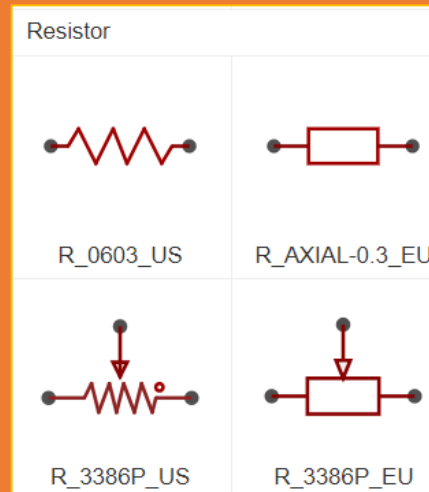 Resistor
R_0603_US
R_AXIAL-0.3_EU
R_3386P_US
R_3386P_EU